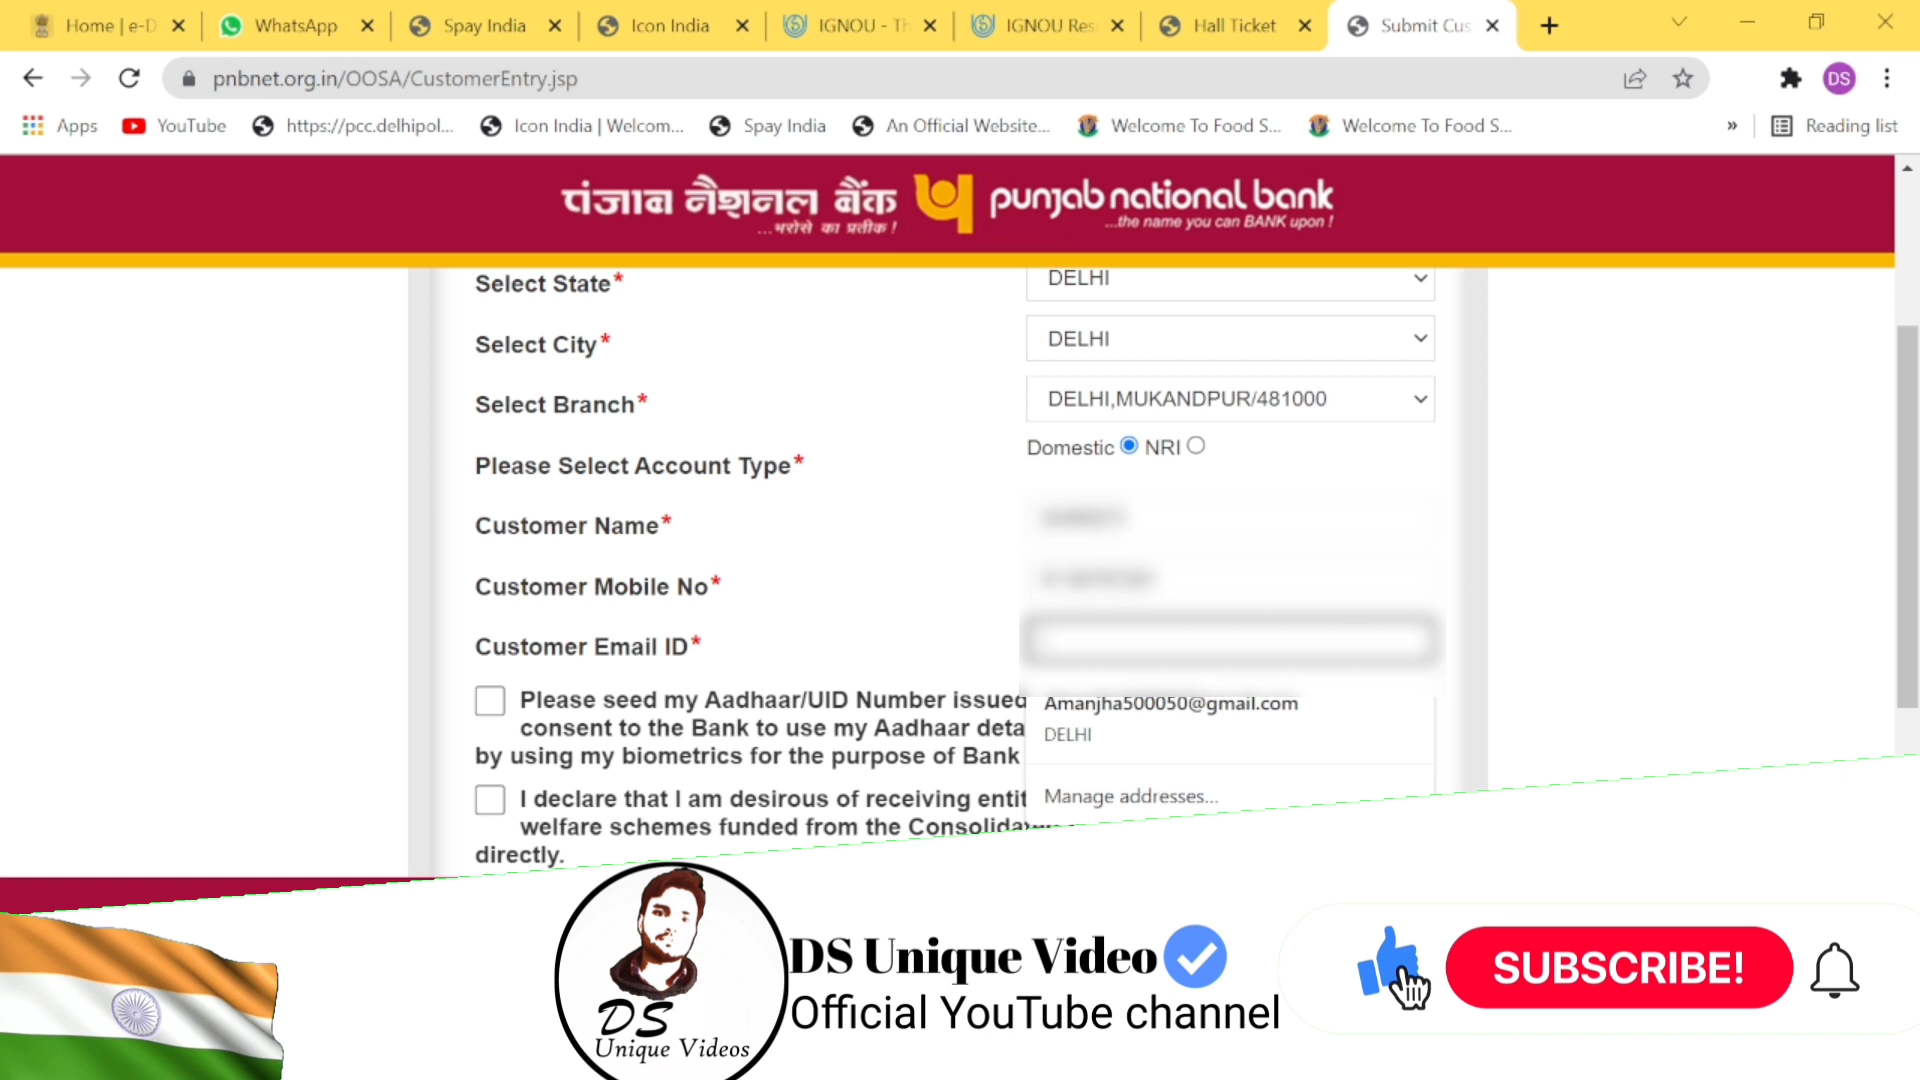 Home | e-D
WhatsApp
Spay India
Icon India
IGNOU - Th
IGNOU Res
Hall Ticket
Submit Cus
pnbnet.org.in/OOSA/CustomerEntry.jsp
DS
Apps
YouTube
https://pcc.delhipol...
Icon India | Welcom...
Spay India
An Official Website...
Welcome To Food S...
Welcome To Food S...
»
Reading list
पंजाब नैशनल बैंक
...भरोसे का प्रतीक !
punjab national bank
...the name you can BANK upon !
Select State*
DELHI
Select City*
DELHI
Select Branch*
DELHI,MUKANDPUR/481000
Please Select Account Type*
Domestic NRI
Customer Name*
Customer Mobile No*
Customer Email ID*
Please seed my Aadhaar/UID Number issued
consent to the Bank to use my Aadhaar deta
by using my biometrics for the purpose of Bank
Amanjha500050@gmail.com
DELHI
Manage addresses...
I declare that I am desirous of receiving entit
welfare schemes funded from the Consolida
directly.
DS
Unique Videos
DS Unique Video
Official YouTube channel
SUBSCRIBE!